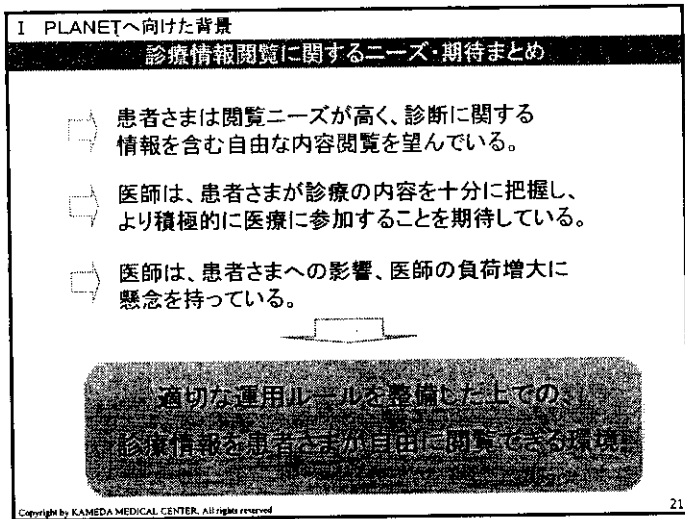 I PLANETへ向けた背景
診療情報閲覧に関するニーズ・期待まとめ
患者さまは閲覧ニーズが高く、診断に関する
情報を含む自由な内容閲覧を望んでいる。
医師は、患者さまが診療の内容を十分に把握し、
より積極的に医療に参加することを期待している。
医師は、患者さまへの影響、医師の負荷増大に
懸念を持っている。
適切な運用ルールを整備した上での
診療情報を患者さまが自由に閲覧できる環境
Copyright by KAMEDA MEDICAL CENTER, All rights reserved
21